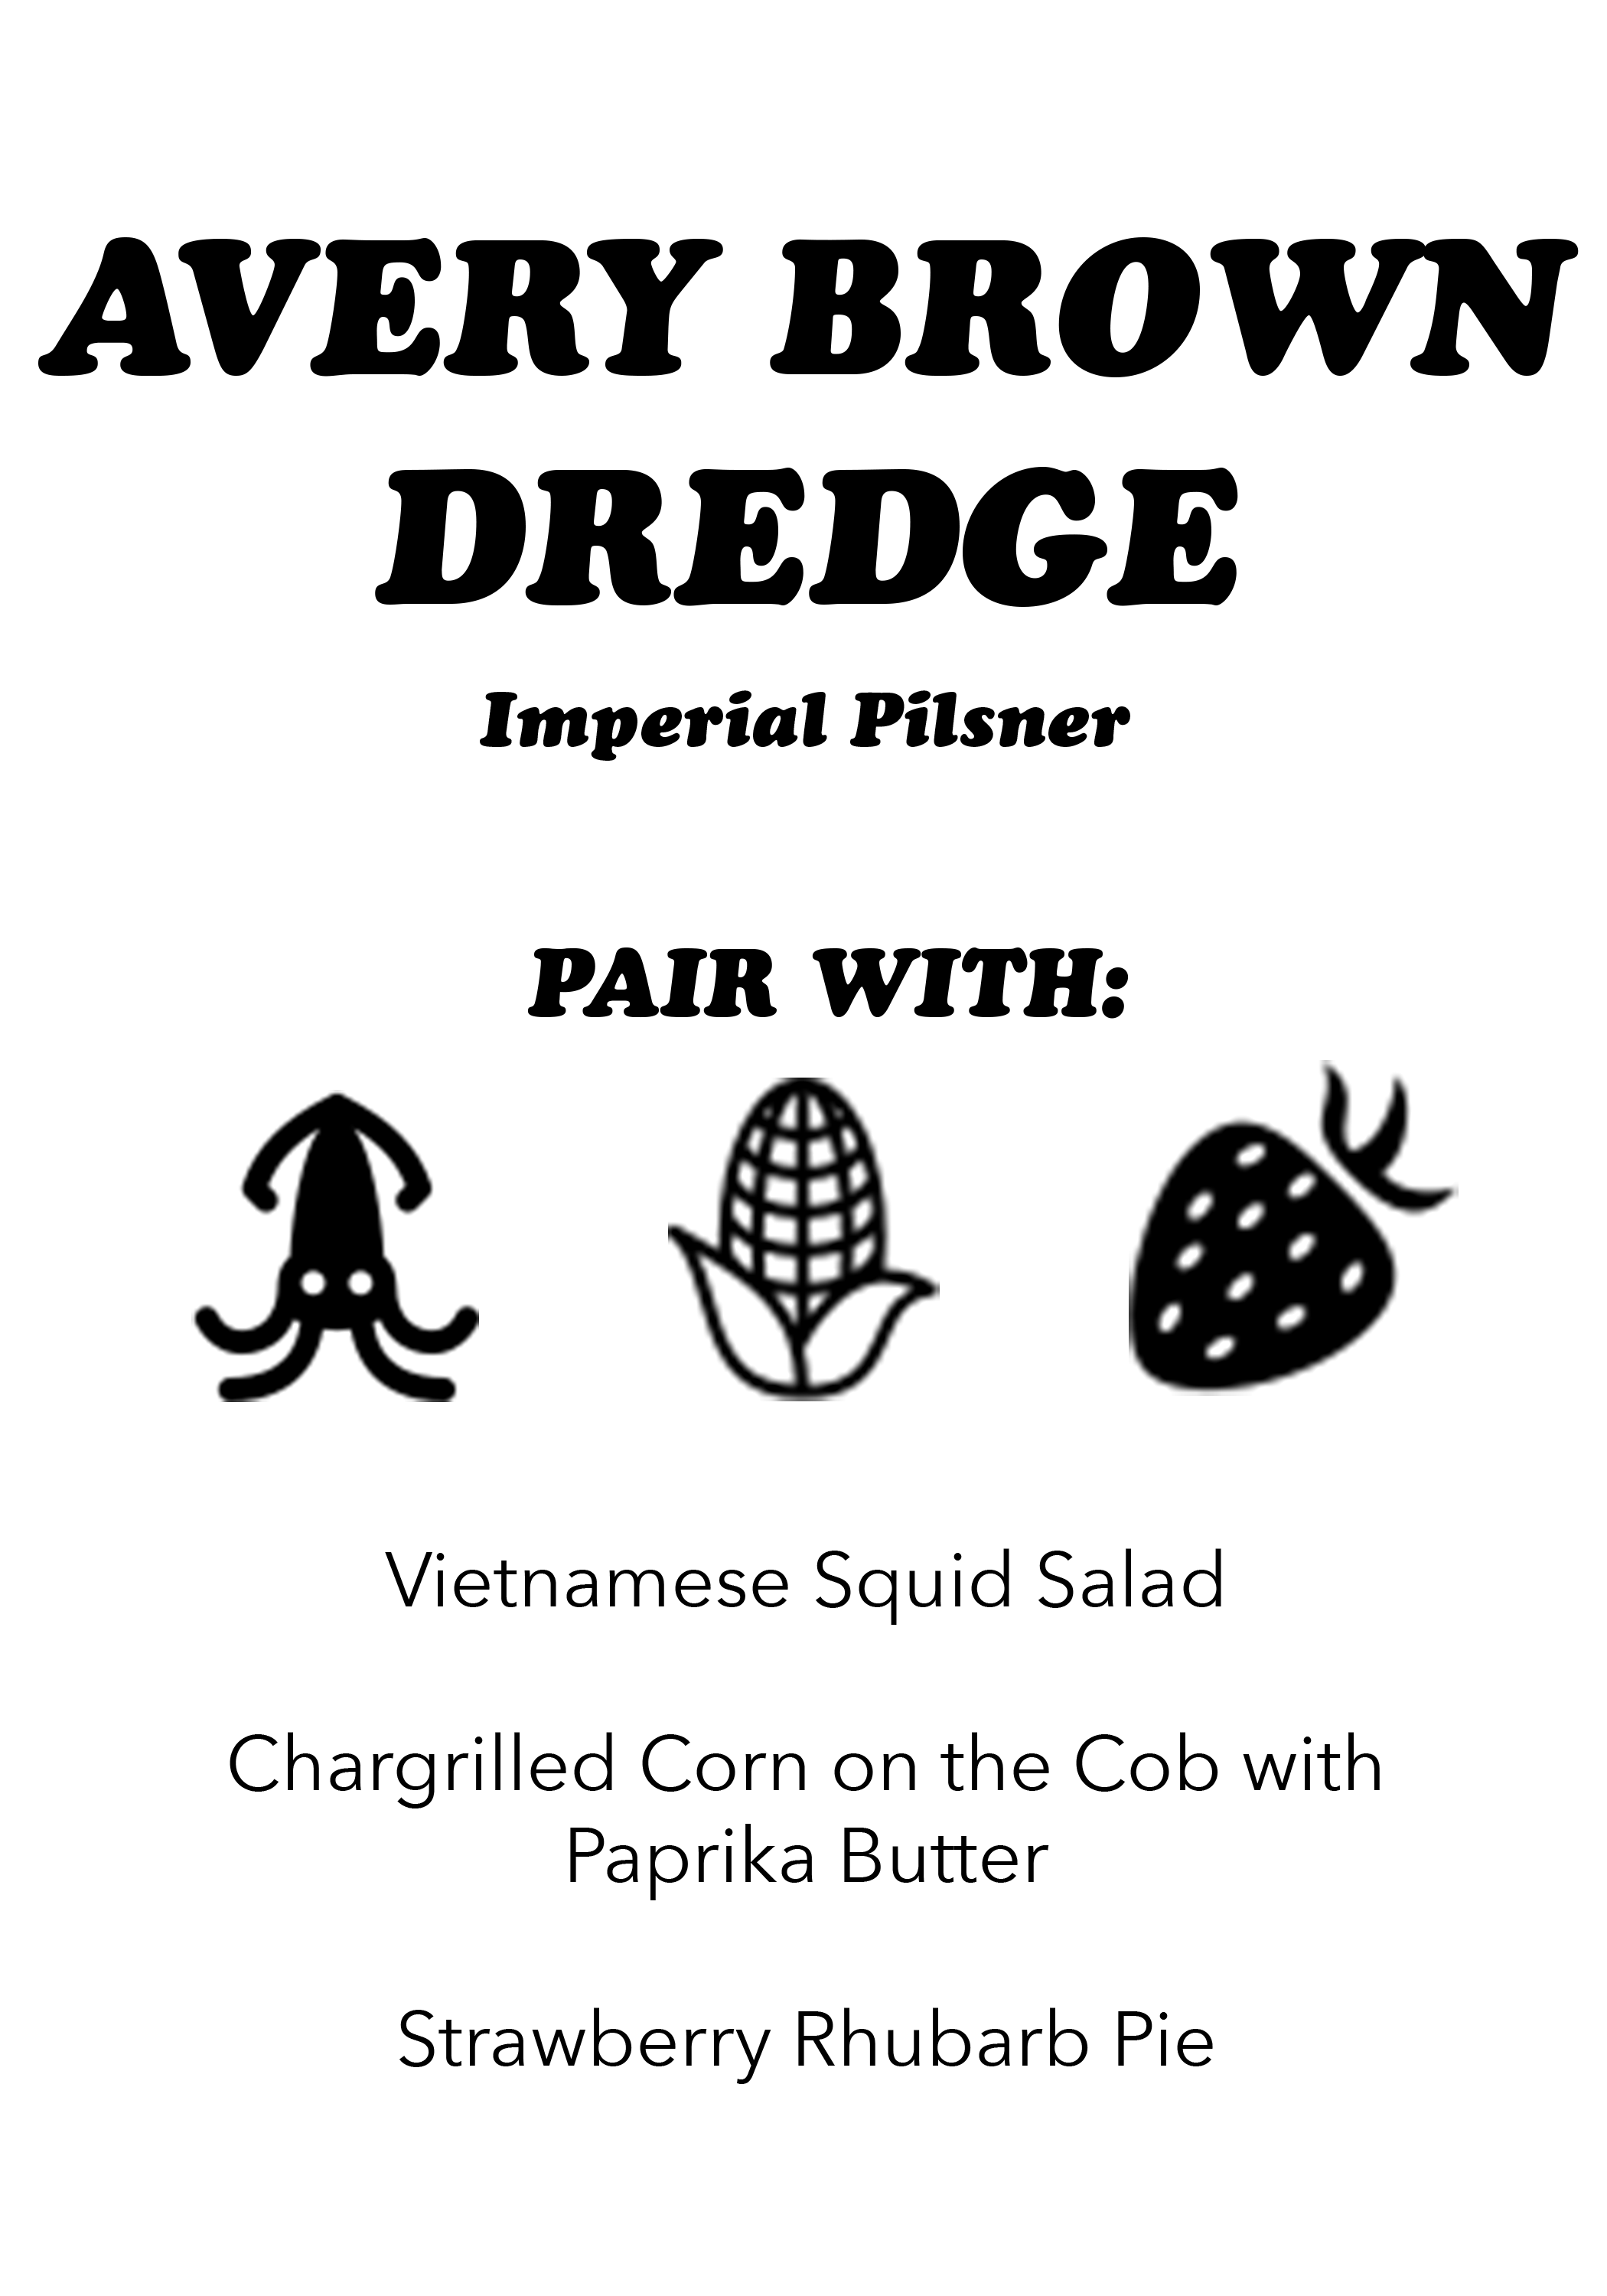 AVERY BROWN
DREDGE
Imperial Pilsner
PAIR WITH:
Vietnamese Squid Salad
Chargrilled Corn on the Cob with
Paprika Butter
Strawberry Rhubarb Pie